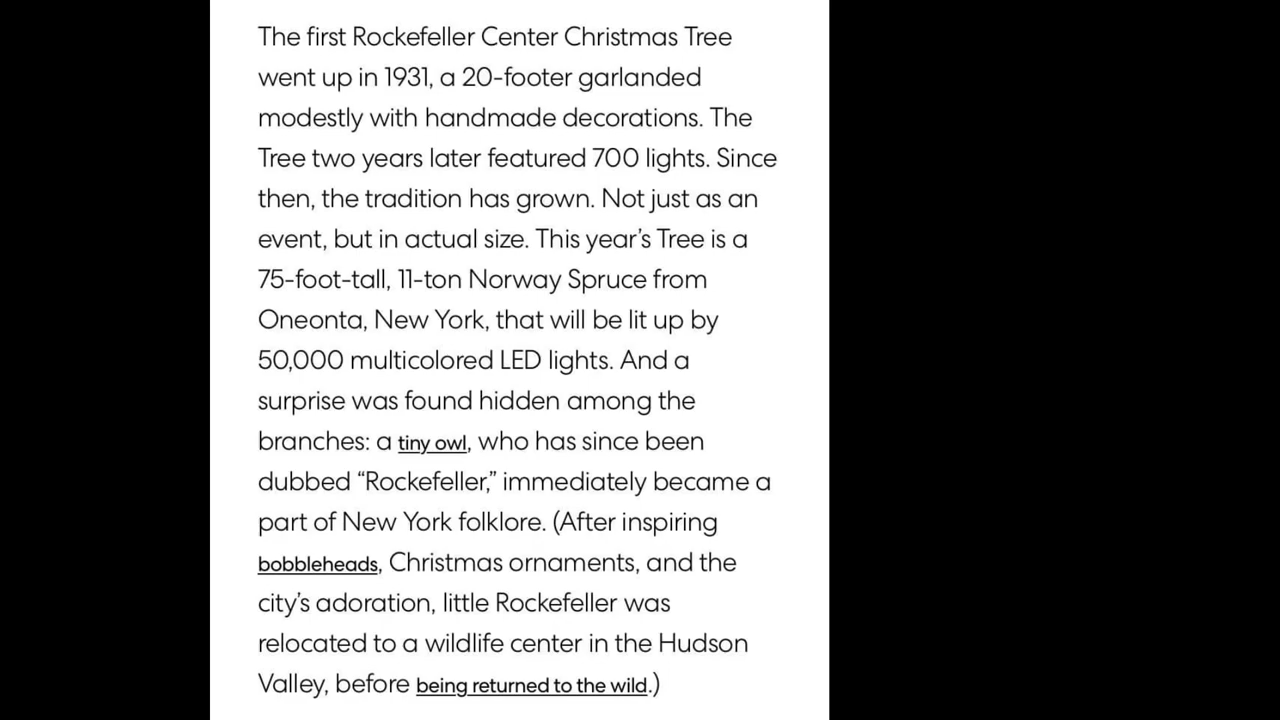 The first Rockefeller Center Christmas Tree
went up in 1931, a 20-footer garlanded
modestly with handmade decorations. The
Tree two years later featured 700 lights. Since
then, the tradition has grown. Not just as an
event, but in actual size. This year’s Tree is a
75-foot-tall, 11-ton Norway Spruce from
Oneonta, New York, that will be lit up by
50,000 multicolored LED lights. And a
surprise was found hidden among the
branches: a tiny owl, who has since been
dubbed “Rockefeller,” immediately became a
part of New York folklore. (After inspiring
bobbleheads, Christmas ornaments, and the
city’s adoration, little Rockefeller was
relocated to a wildlife center in the Hudson
Valley, before being returned to the wild.)